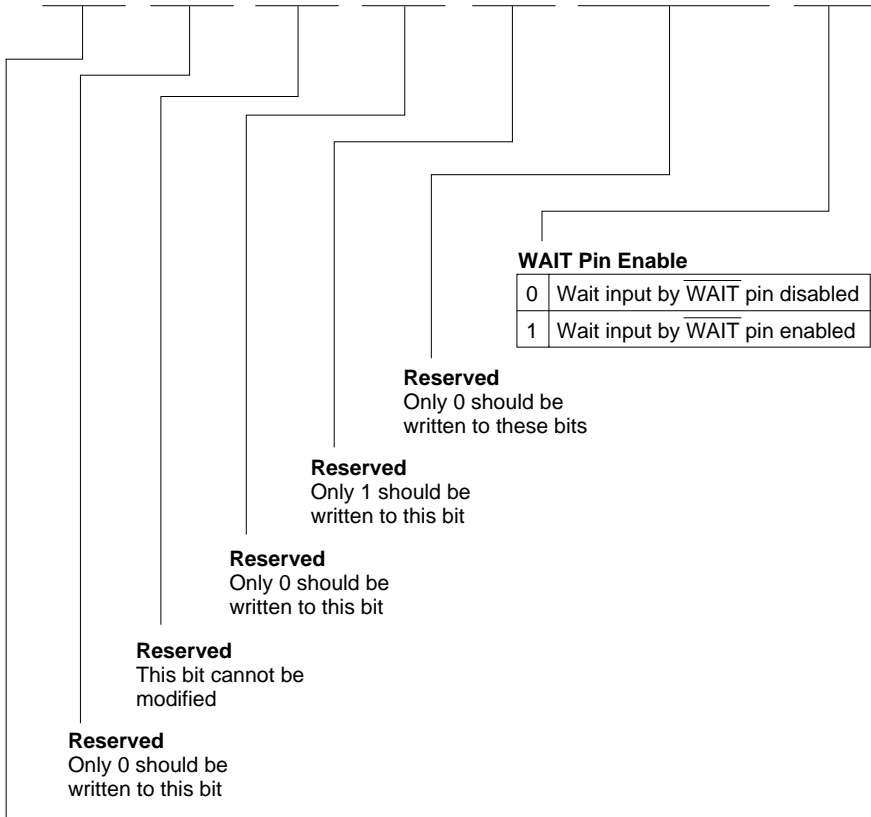 WAIT Pin Enable
0 Wait input by WAIT pin disabled
1 Wait input by WAIT pin enabled
Reserved
Only 0 should be
written to these bits
Reserved
Only 1 should be
written to this bit
Reserved
Only 0 should be
written to this bit
Reserved
This bit cannot be
modified
Reserved
Only 0 should be
written to this bit